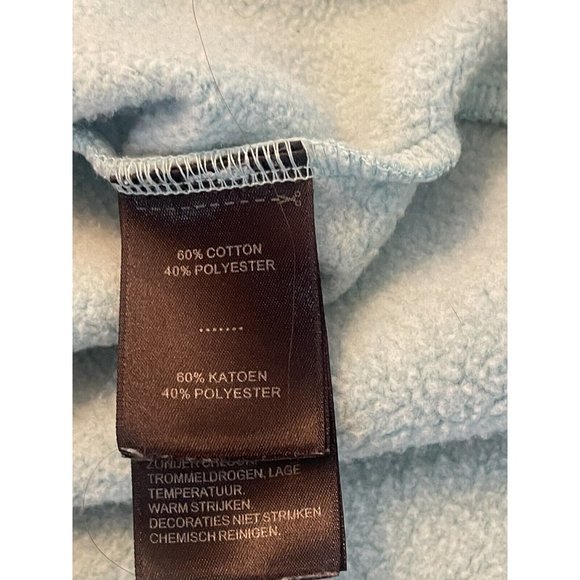 60% COTTON
40% POLYESTER
.......
60% KATOEN
40% POLYESTER
TROMMELDROGEN, LAGE
TEMPERATUUR.
WARM STRIJKEN.
DECORATIES NIET STRIJKEN
CHEMISCH REINIGEN.